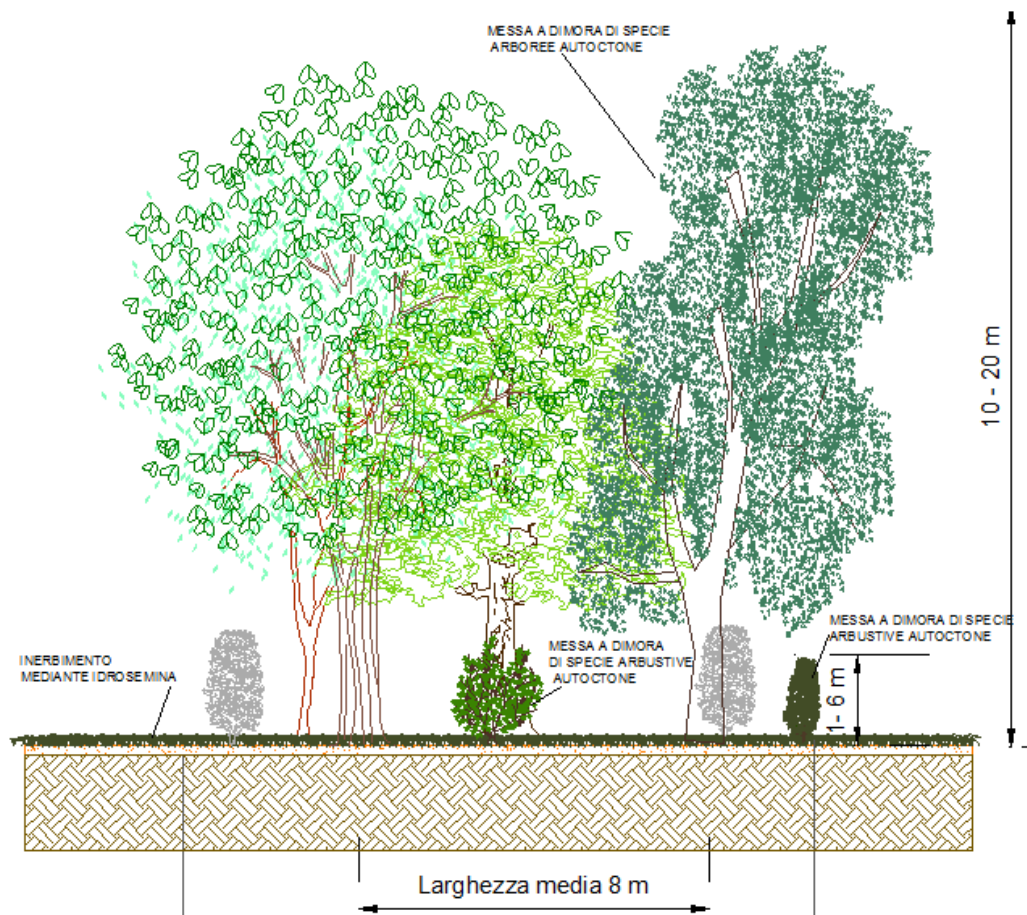 MESSA A DIMORA DI SPECIE
ARBOREE AUTOCTONE
10 - 20 m
MESSA A DIMORA DI SPECIE
ARBUSTIVE AUTOCTONE
MESSA A DIMORA
DI SPECIE ARBUSTIVE
AUTOCTONE
INERBIMENTO
MEDIANTE IDROSEMINA
1- 6 m
Larghezza media 8 m